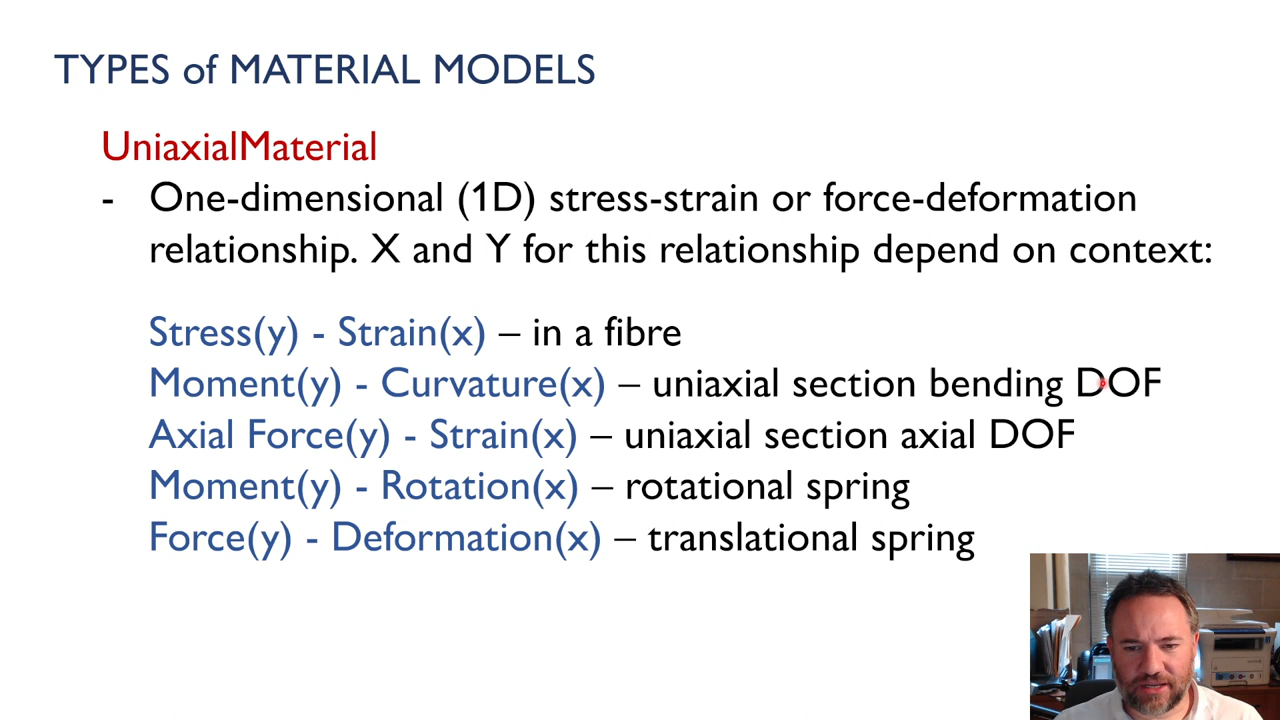 TYPES of MATERIAL MODELS
UniaxialMaterial
- One-dimensional (1D) stress-strain or force-deformation
relationship. X and Y for this relationship depend on context:
Stress(y) - Strain(x) – in a fibre
Moment(y) - Curvature(x) – uniaxial section bending DOF
Axial Force(y) - Strain(x) – uniaxial section axial DOF
Moment(y) - Rotation(x) – rotational spring
Force(y) - Deformation(x) – translational spring